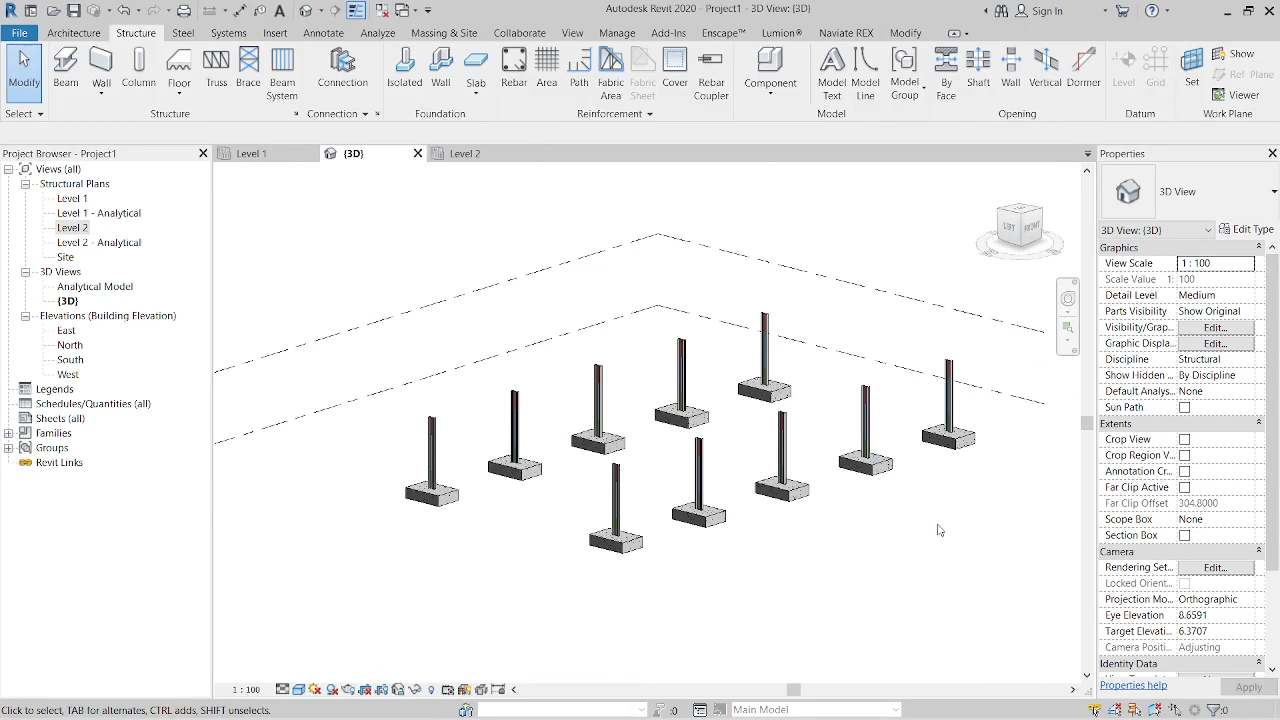 Autodesk Revit 2020 - Project1 - 3D View: {3D}
Sign In
File Architecture Structure Steel Systems Insert Annotate Analyze Massing & Site Collaborate View Manage Add-Ins Enscape™ Lumion® Naviate REX Modify
Modify Beam Wall Column Floor Truss Brace Beam System Connection Isolated Wall Slab Rebar Area Path Fabric Area Fabric Sheet Cover Rebar Coupler Component Model Text Model Line Model Group By Face Shaft Wall Vertical Dormer Level Grid Set Show
Ref Plane
Viewer
Select Structure Connection Foundation Reinforcement Model Opening Datum Work Plane
Project Browser - Project1
Level 1 {3D} Level 2
Properties
Views (all)
Structural Plans
Level 1
Level 1 - Analytical
Level 2
Level 2 - Analytical
Site
3D Views
Analytical Model
{3D}
Elevations (Building Elevation)
East
North
South
West
Legends
Schedules/Quantities (all)
Sheets (all)
Families
Groups
Revit Links
LEFT FRONT
3D View
3D View: {3D} Edit Type
Graphics
View Scale 1 : 100
Scale Value 1: 100
Detail Level Medium
Parts Visibility Show Original
Visibility/Grap... Edit...
Graphic Displa... Edit...
Discipline Structural
Show Hidden ... By Discipline
Default Analys... None
Sun Path
Extents
Crop View
Crop Region V...
Annotation Cr...
Far Clip Active
Far Clip Offset 304.8000
Scope Box None
Section Box
Camera
Rendering Set... Edit...
Locked Orient...
Projection Mo... Orthographic
Eye Elevation 8.6591
Target Elevati... 6.3707
Camera Positi... Adjusting
Identity Data
Properties help Apply
1 : 100
Click to select, TAB for alternates, CTRL adds, SHIFT unselects.
:0
Main Model
:0